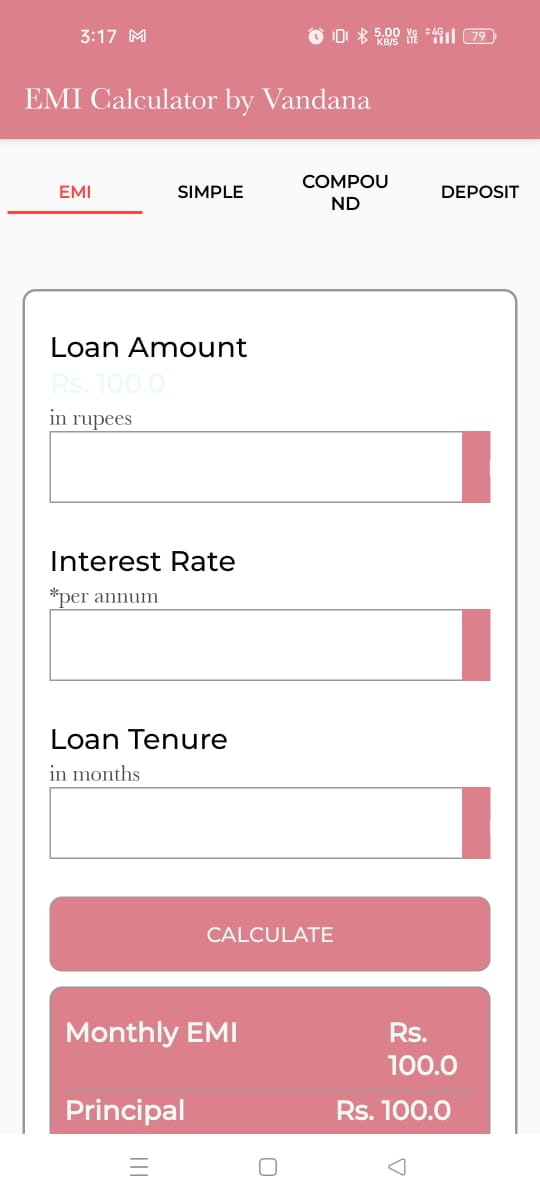 3:17
5.00 KB/S Vo LTE 4G 79
EMI Calculator by Vandana
EMI SIMPLE COMPOU
ND DEPOSIT
Loan Amount
Rs. 100.0
in rupees
Interest Rate
*per annum
Loan Tenure
in months
CALCULATE
Monthly EMI Rs.
100.0
Principal Rs. 100.0